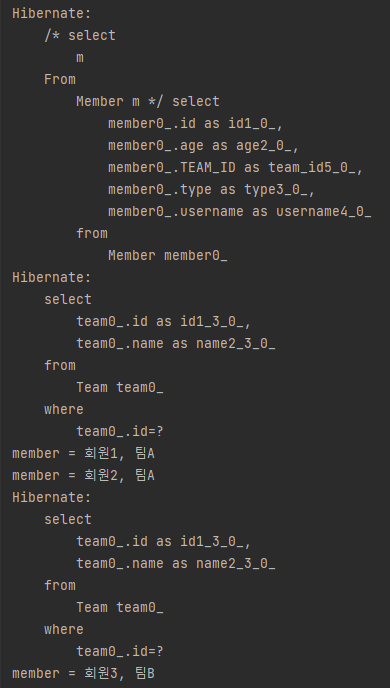 Hibernate:
    /* select
        m
    From
        Member m */ select
            member0_.id as id1_0_,
            member0_.age as age2_0_,
            member0_.TEAM_ID as team_id5_0_,
            member0_.type as type3_0_,
            member0_.username as username4_0_
        from
            Member member0_
Hibernate:
    select
        team0_.id as id1_3_0_,
        team0_.name as name2_3_0_
    from
        Team team0_
    where
        team0_.id=?
member = 회원1, 팀A
member = 회원2, 팀A
Hibernate:
    select
        team0_.id as id1_3_0_,
        team0_.name as name2_3_0_
    from
        Team team0_
    where
        team0_.id=?
member = 회원3, 팀B